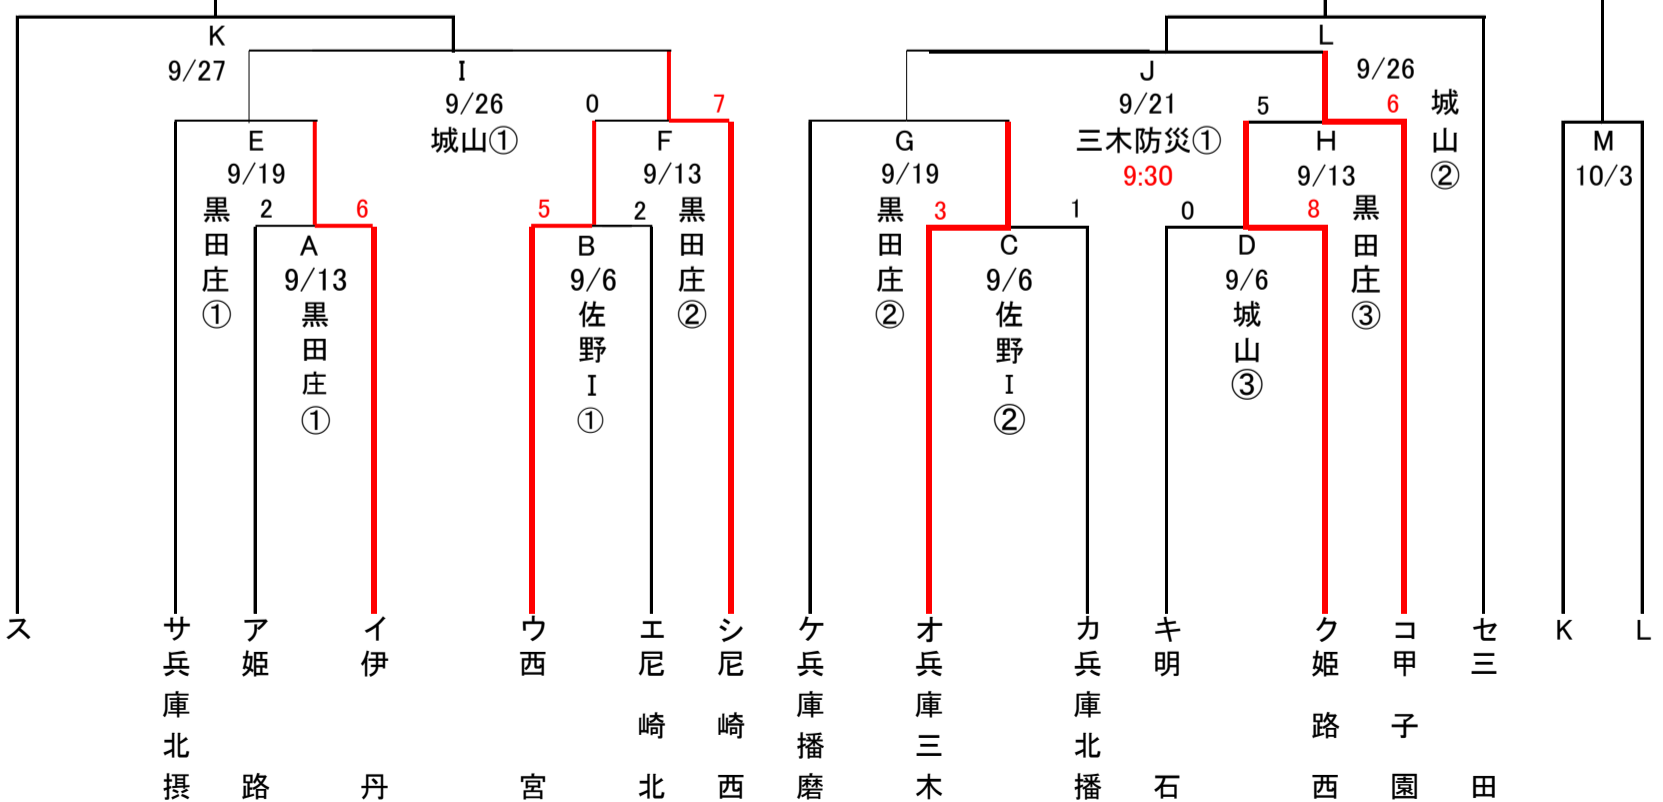 K
9/27
I
9/26
城山①
0
7
E
9/19
黒田庄①
2
6
A
9/13
黒田庄①
5
2
B
9/6
佐野I①
F
9/13
黒田庄②
L
9/26
城山②
J
9/21
三木防災①
9:30
5
6
G
9/19
黒田庄②
3
1
C
9/6
佐野I②
0
8
D
9/6
城山③
H
9/13
黒田庄③
M
10/3
ス
サ兵庫北摂
ア姫路
イ伊丹
ウ西宮
エ尼崎北
シ尼崎西
ケ兵庫播磨
オ兵庫三木
カ兵庫北播
キ明石
ク姫路西
コ甲子園
セ三田
K
L